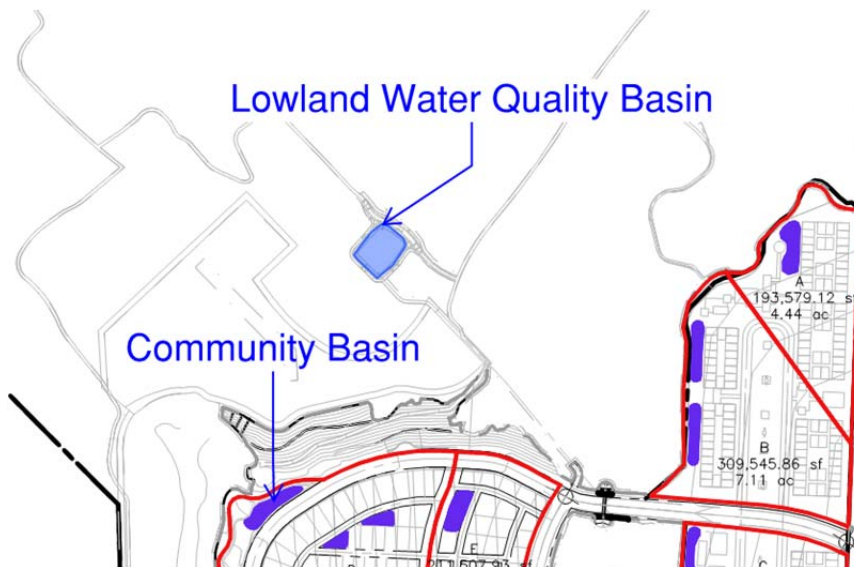 Lowland Water Quality Basin
A
193,579.12 sf
4.44 ac
Community Basin
B
309,545.86 sf
7.11 ac
E
C